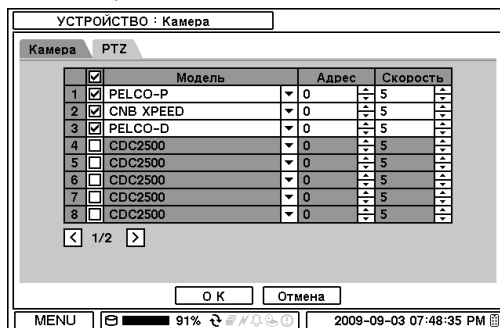 УСТРОЙСТВО : Камера
Камера PTZ
Модель Адрес Скорость
1 PELCO-P 0 5
2 CNB XPEED 0 5
3 PELCO-D 0 5
4 CDC2500 0 5
5 CDC2500 0 5
6 CDC2500 0 5
7 CDC2500 0 5
8 CDC2500 0 5
< 1/2 >
O K Отмена
MENU 91% 2009-09-03 07:48:35 PM